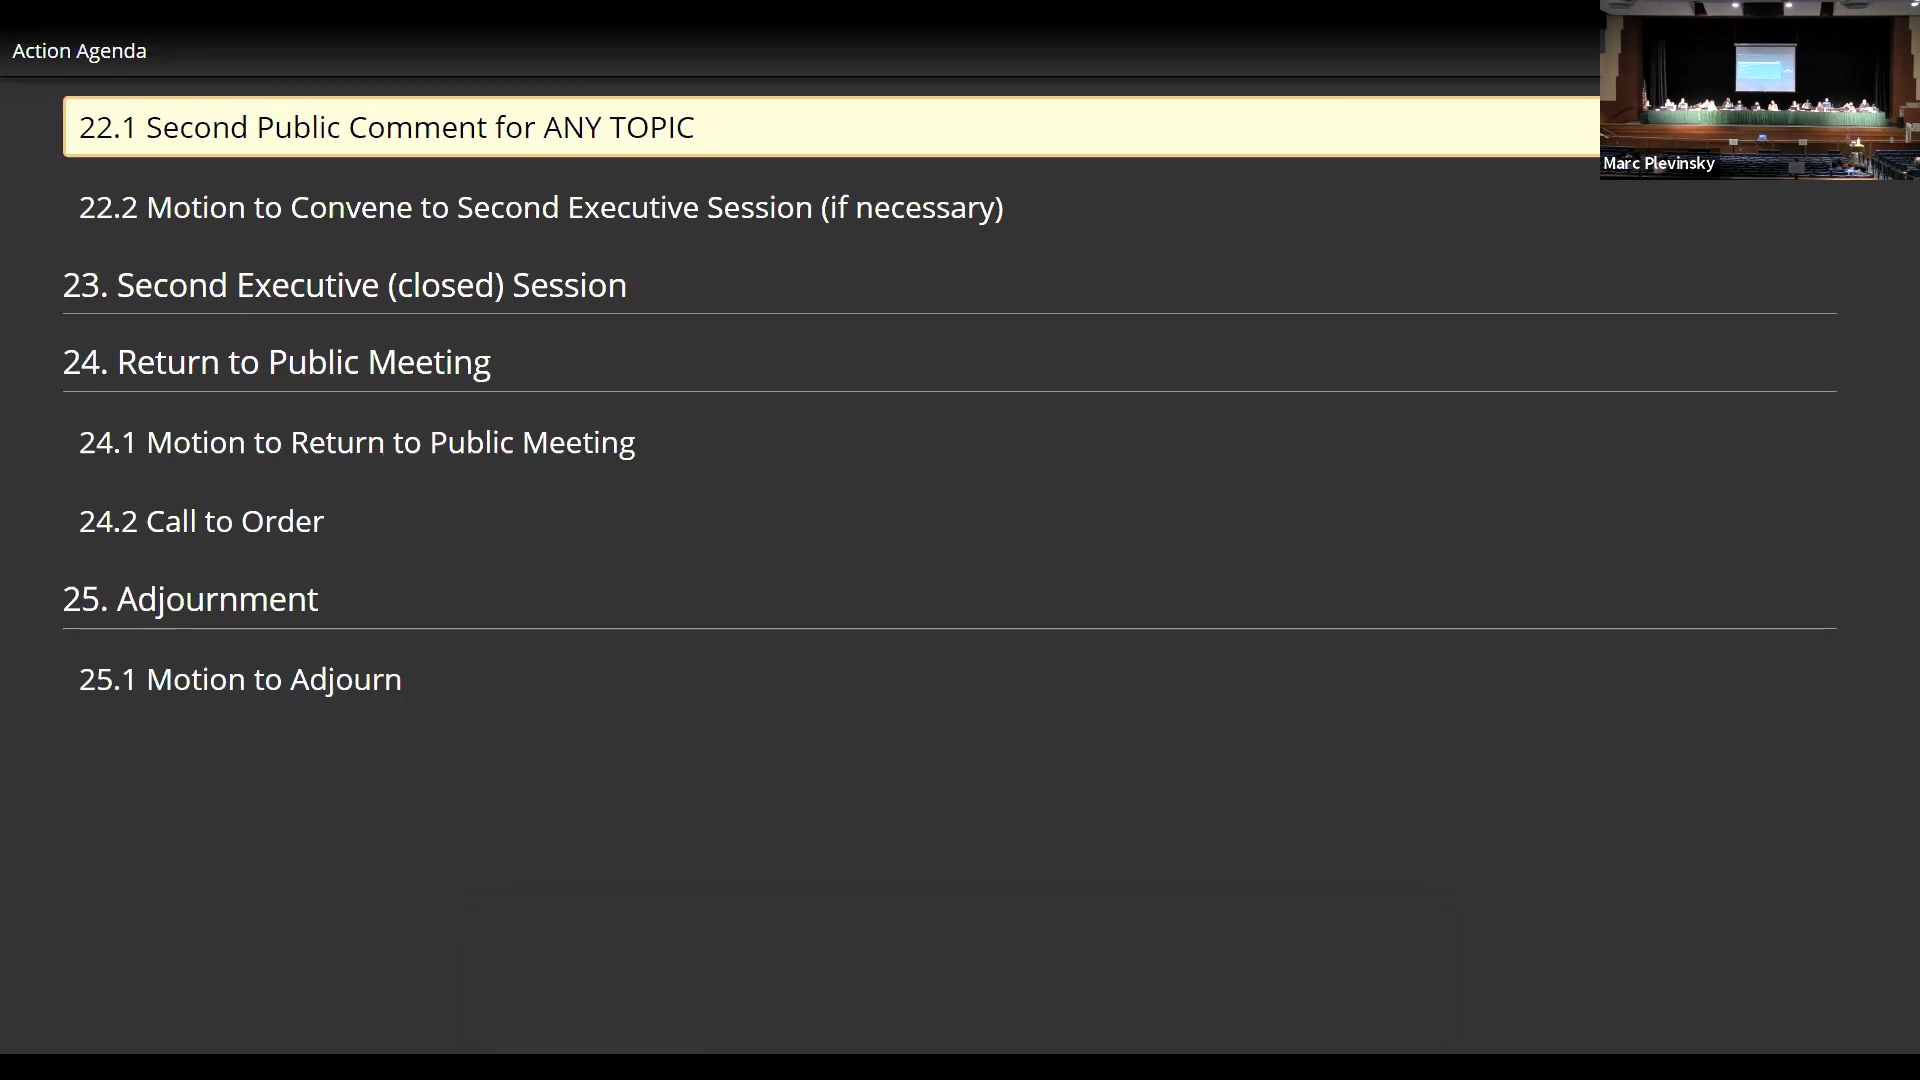 Action Agenda
22.1 Second Public Comment for ANY TOPIC
Marc Plevinsky
22.2 Motion to Convene to Second Executive Session (if necessary)
23. Second Executive (closed) Session
24. Return to Public Meeting
24.1 Motion to Return to Public Meeting
24.2 Call to Order
25. Adjournment
25.1 Motion to Adjourn